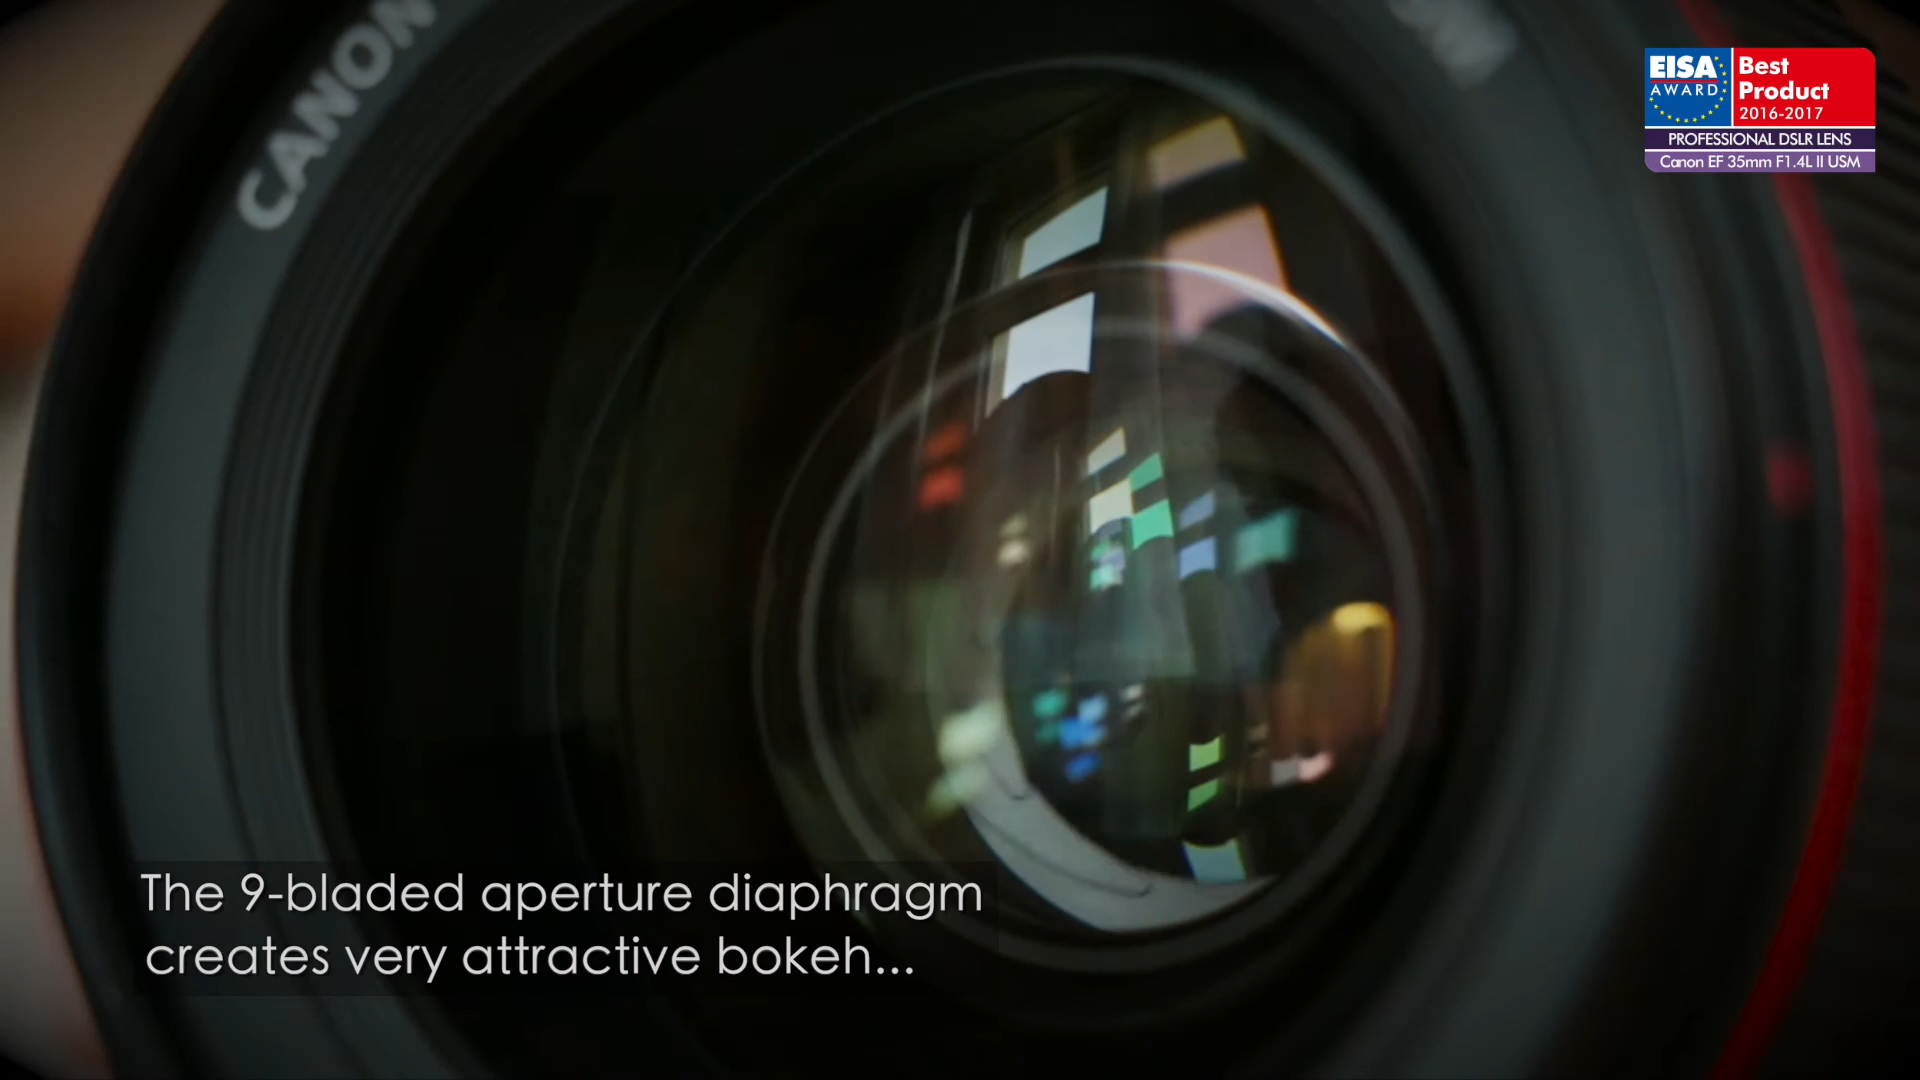 CANON
EISA
AWARD
Best
Product
2016-2017
PROFESSIONAL DSLR LENS
Canon EF 35mm F1.4L II USM
The 9-bladed aperture diaphragm
creates very attractive bokeh...